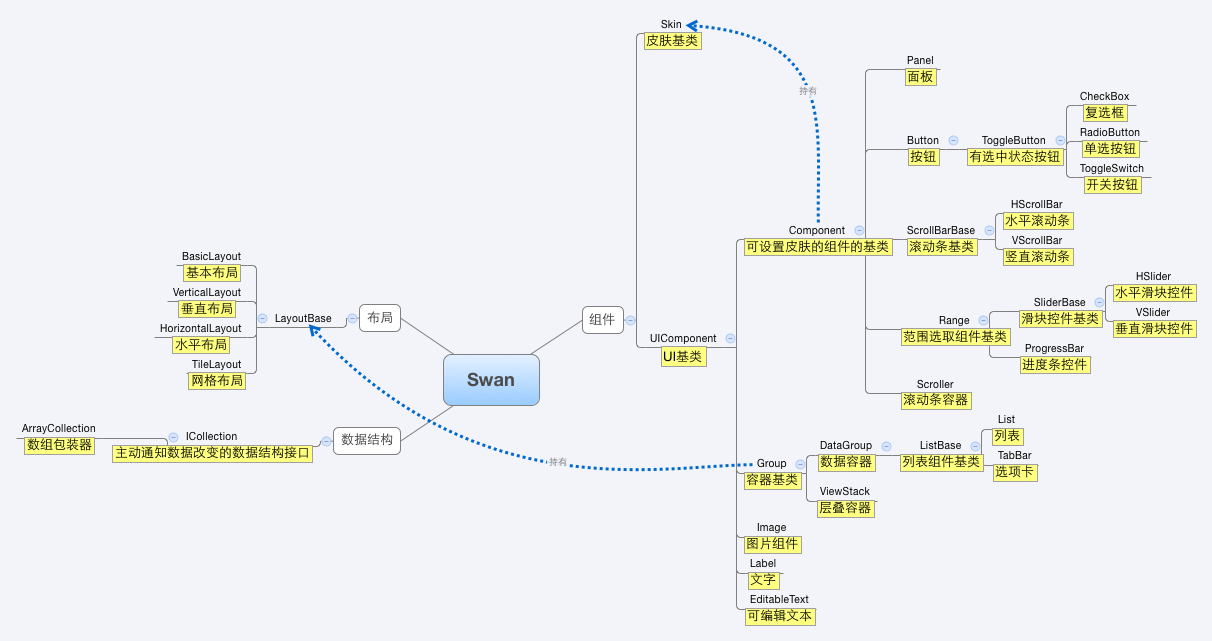 Swan
组件
Skin
皮肤基类
持有
UIComponent
UI基类
Component
可设置皮肤的组件的基类
Panel
面板
Button
按钮
ToggleButton
有选中状态按钮
CheckBox
复选框
RadioButton
单选按钮
ToggleSwitch
开关按钮
ScrollBarBase
滚动条基类
HScrollBar
水平滚动条
VScrollBar
竖直滚动条
Range
范围选取组件基类
SliderBase
滑块控件基类
HSlider
水平滑块控件
VSlider
垂直滑块控件
ProgressBar
进度条控件
Scroller
滚动条容器
Group
容器基类
DataGroup
数据容器
ListBase
列表组件基类
List
列表
TabBar
选项卡
ViewStack
层叠容器
Image
图片组件
Label
文字
EditableText
可编辑文本
布局
LayoutBase
BasicLayout
基本布局
VerticalLayout
垂直布局
HorizontalLayout
水平布局
TileLayout
网格布局
持有
数据结构
ICollection
主动通知数据改变的数据结构接口
ArrayCollection
数组包装器